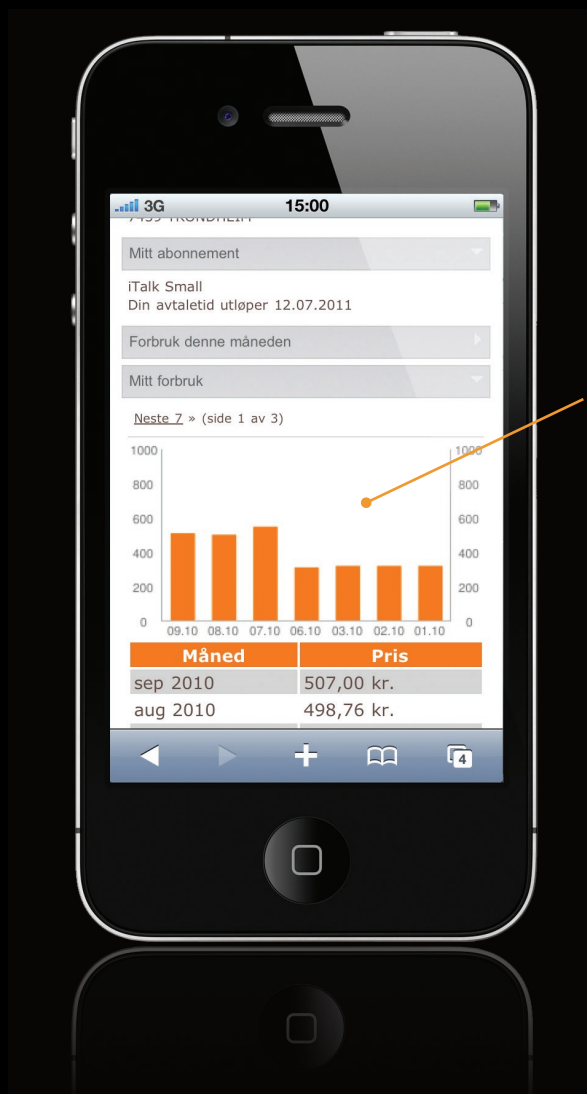 3G 15:00
7439 TRONDHEIM
Mitt abonnement
iTalk Small
Din avtaletid utløper 12.07.2011
Forbruk denne måneden
Mitt forbruk
Neste 7 » (side 1 av 3)
1000 1000
800 800
600 600
400 400
200 200
0 0
09.10 08.10 07.10 06.10 03.10 02.10 01.10
Måned Pris
sep 2010 507,00 kr.
aug 2010 498,76 kr.
4